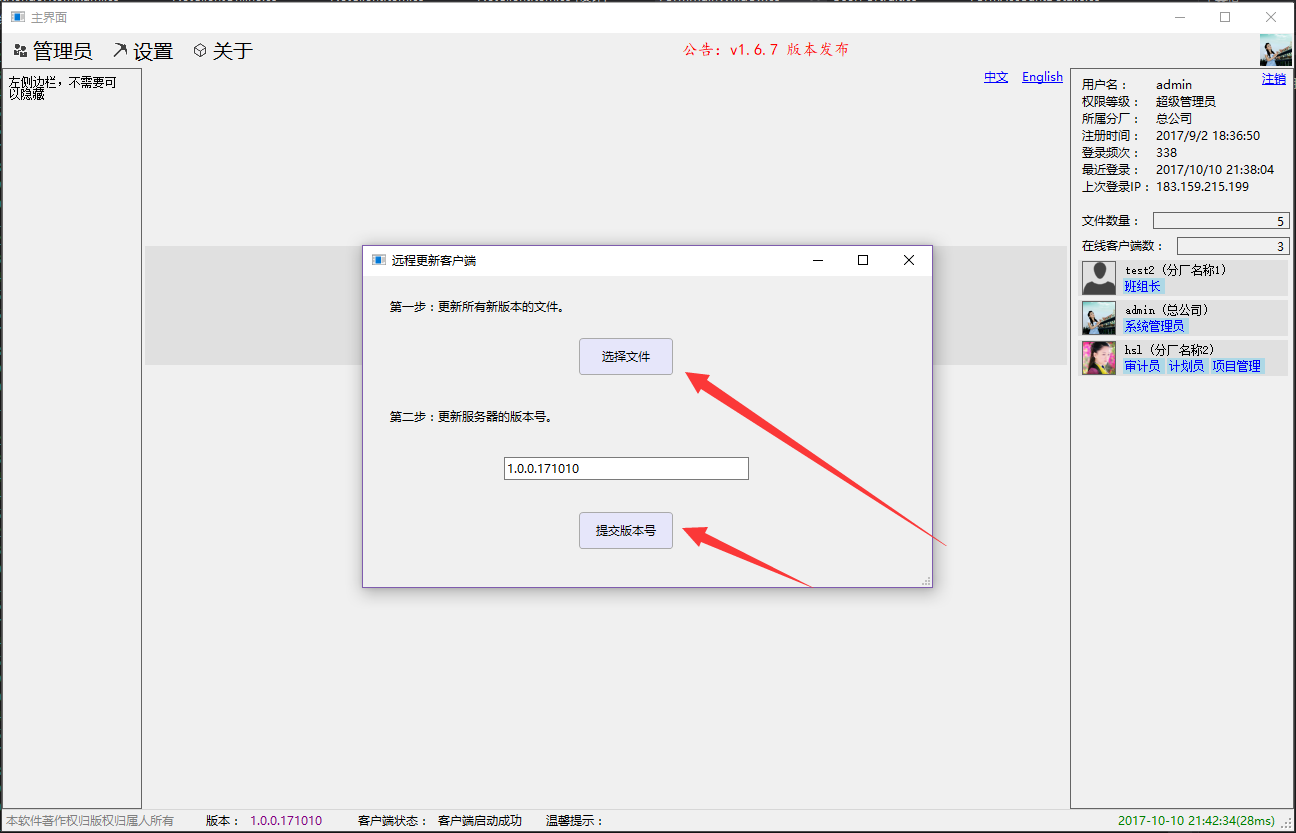 主界面
管理员 设置 关于
公告：v1.6.7 版本发布
左侧边栏，不需要可
以隐藏
中文 English
注销
用户名： admin
权限等级： 超级管理员
所属分厂： 总公司
注册时间： 2017/9/2 18:36:50
登录频次： 338
最近登录： 2017/10/10 21:38:04
上次登录IP： 183.159.215.199
文件数量： 5
在线客户端数： 3
test2（分厂名称1）
班组长
admin（总公司）
系统管理员
hsl（分厂名称2）
审计员 计划员 项目管理
远程更新客户端
第一步：更新所有新版本的文件。
选择文件
第二步：更新服务器的版本号。
1.0.0.171010
提交版本号
本软件著作权归版权归属人所有 版本： 1.0.0.171010 客户端状态： 客户端启动成功 温馨提示： 2017-10-10 21:42:34(28ms)